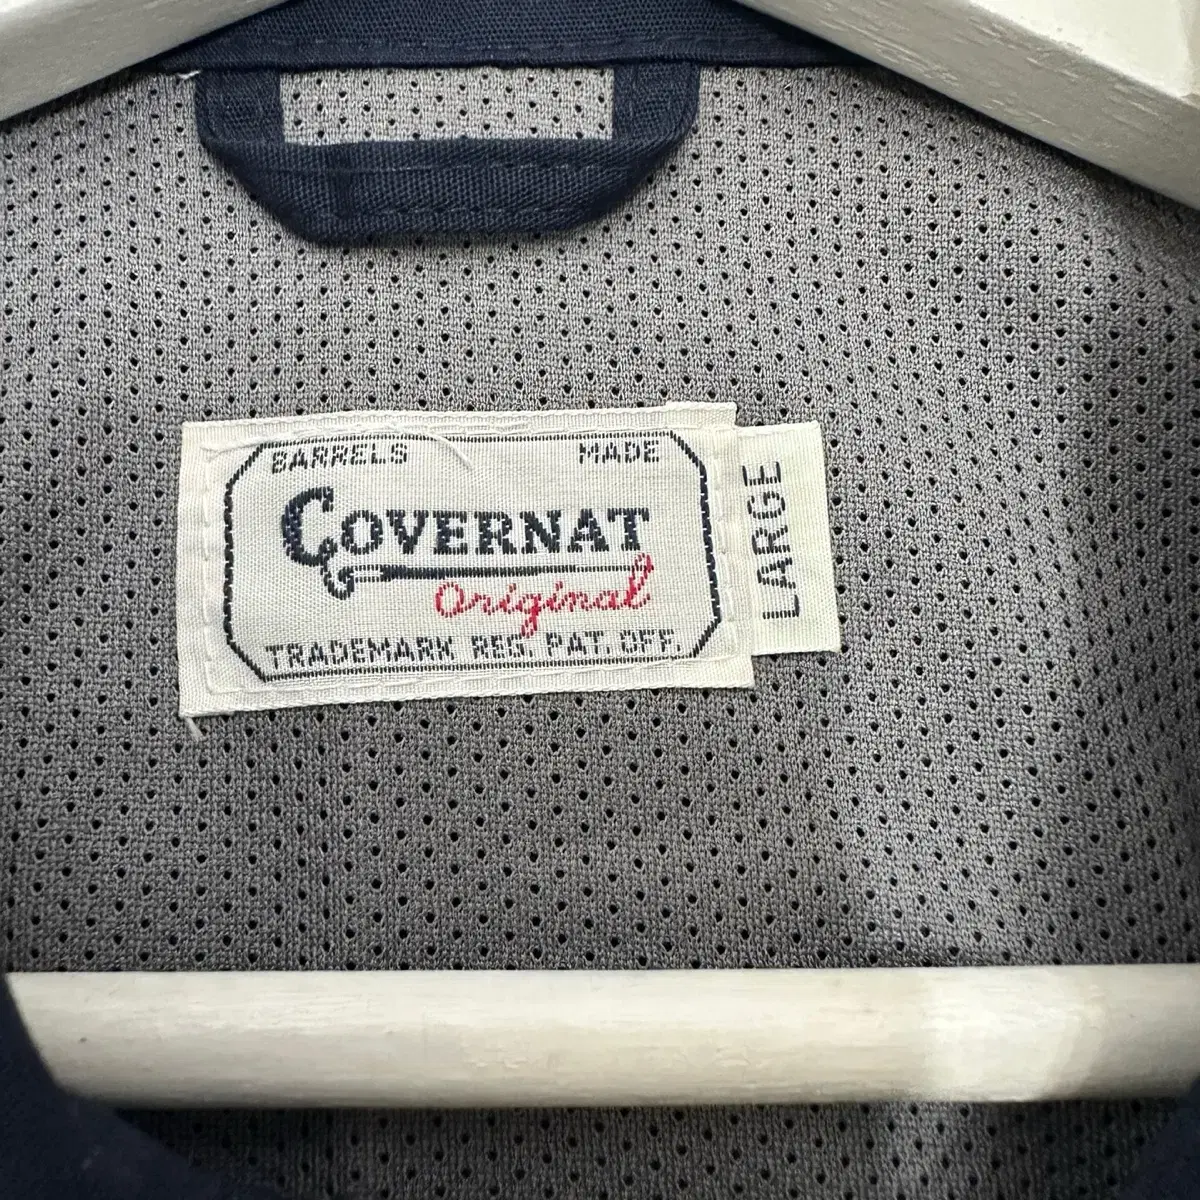 BARRELS MADE
COVERNAT
Original
TRADEMARK REG. PAT. OFF.
LARGE